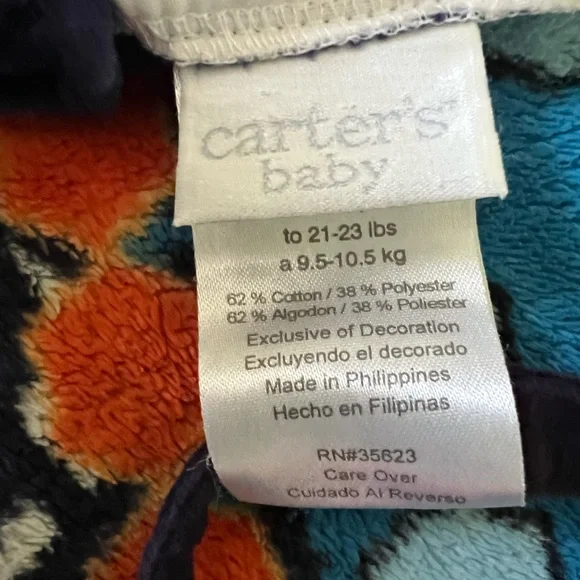 carter's
baby
to 21-23 lbs
a 9.5-10.5 kg
62 % Cotton / 38 % Polyester
62 % Algodon / 38 % Poliester
Exclusive of Decoration
Excluyendo el decorado
Made in Philippines
Hecho en Filipinas
RN#35623
Care Over
Cuidado Al Reverso